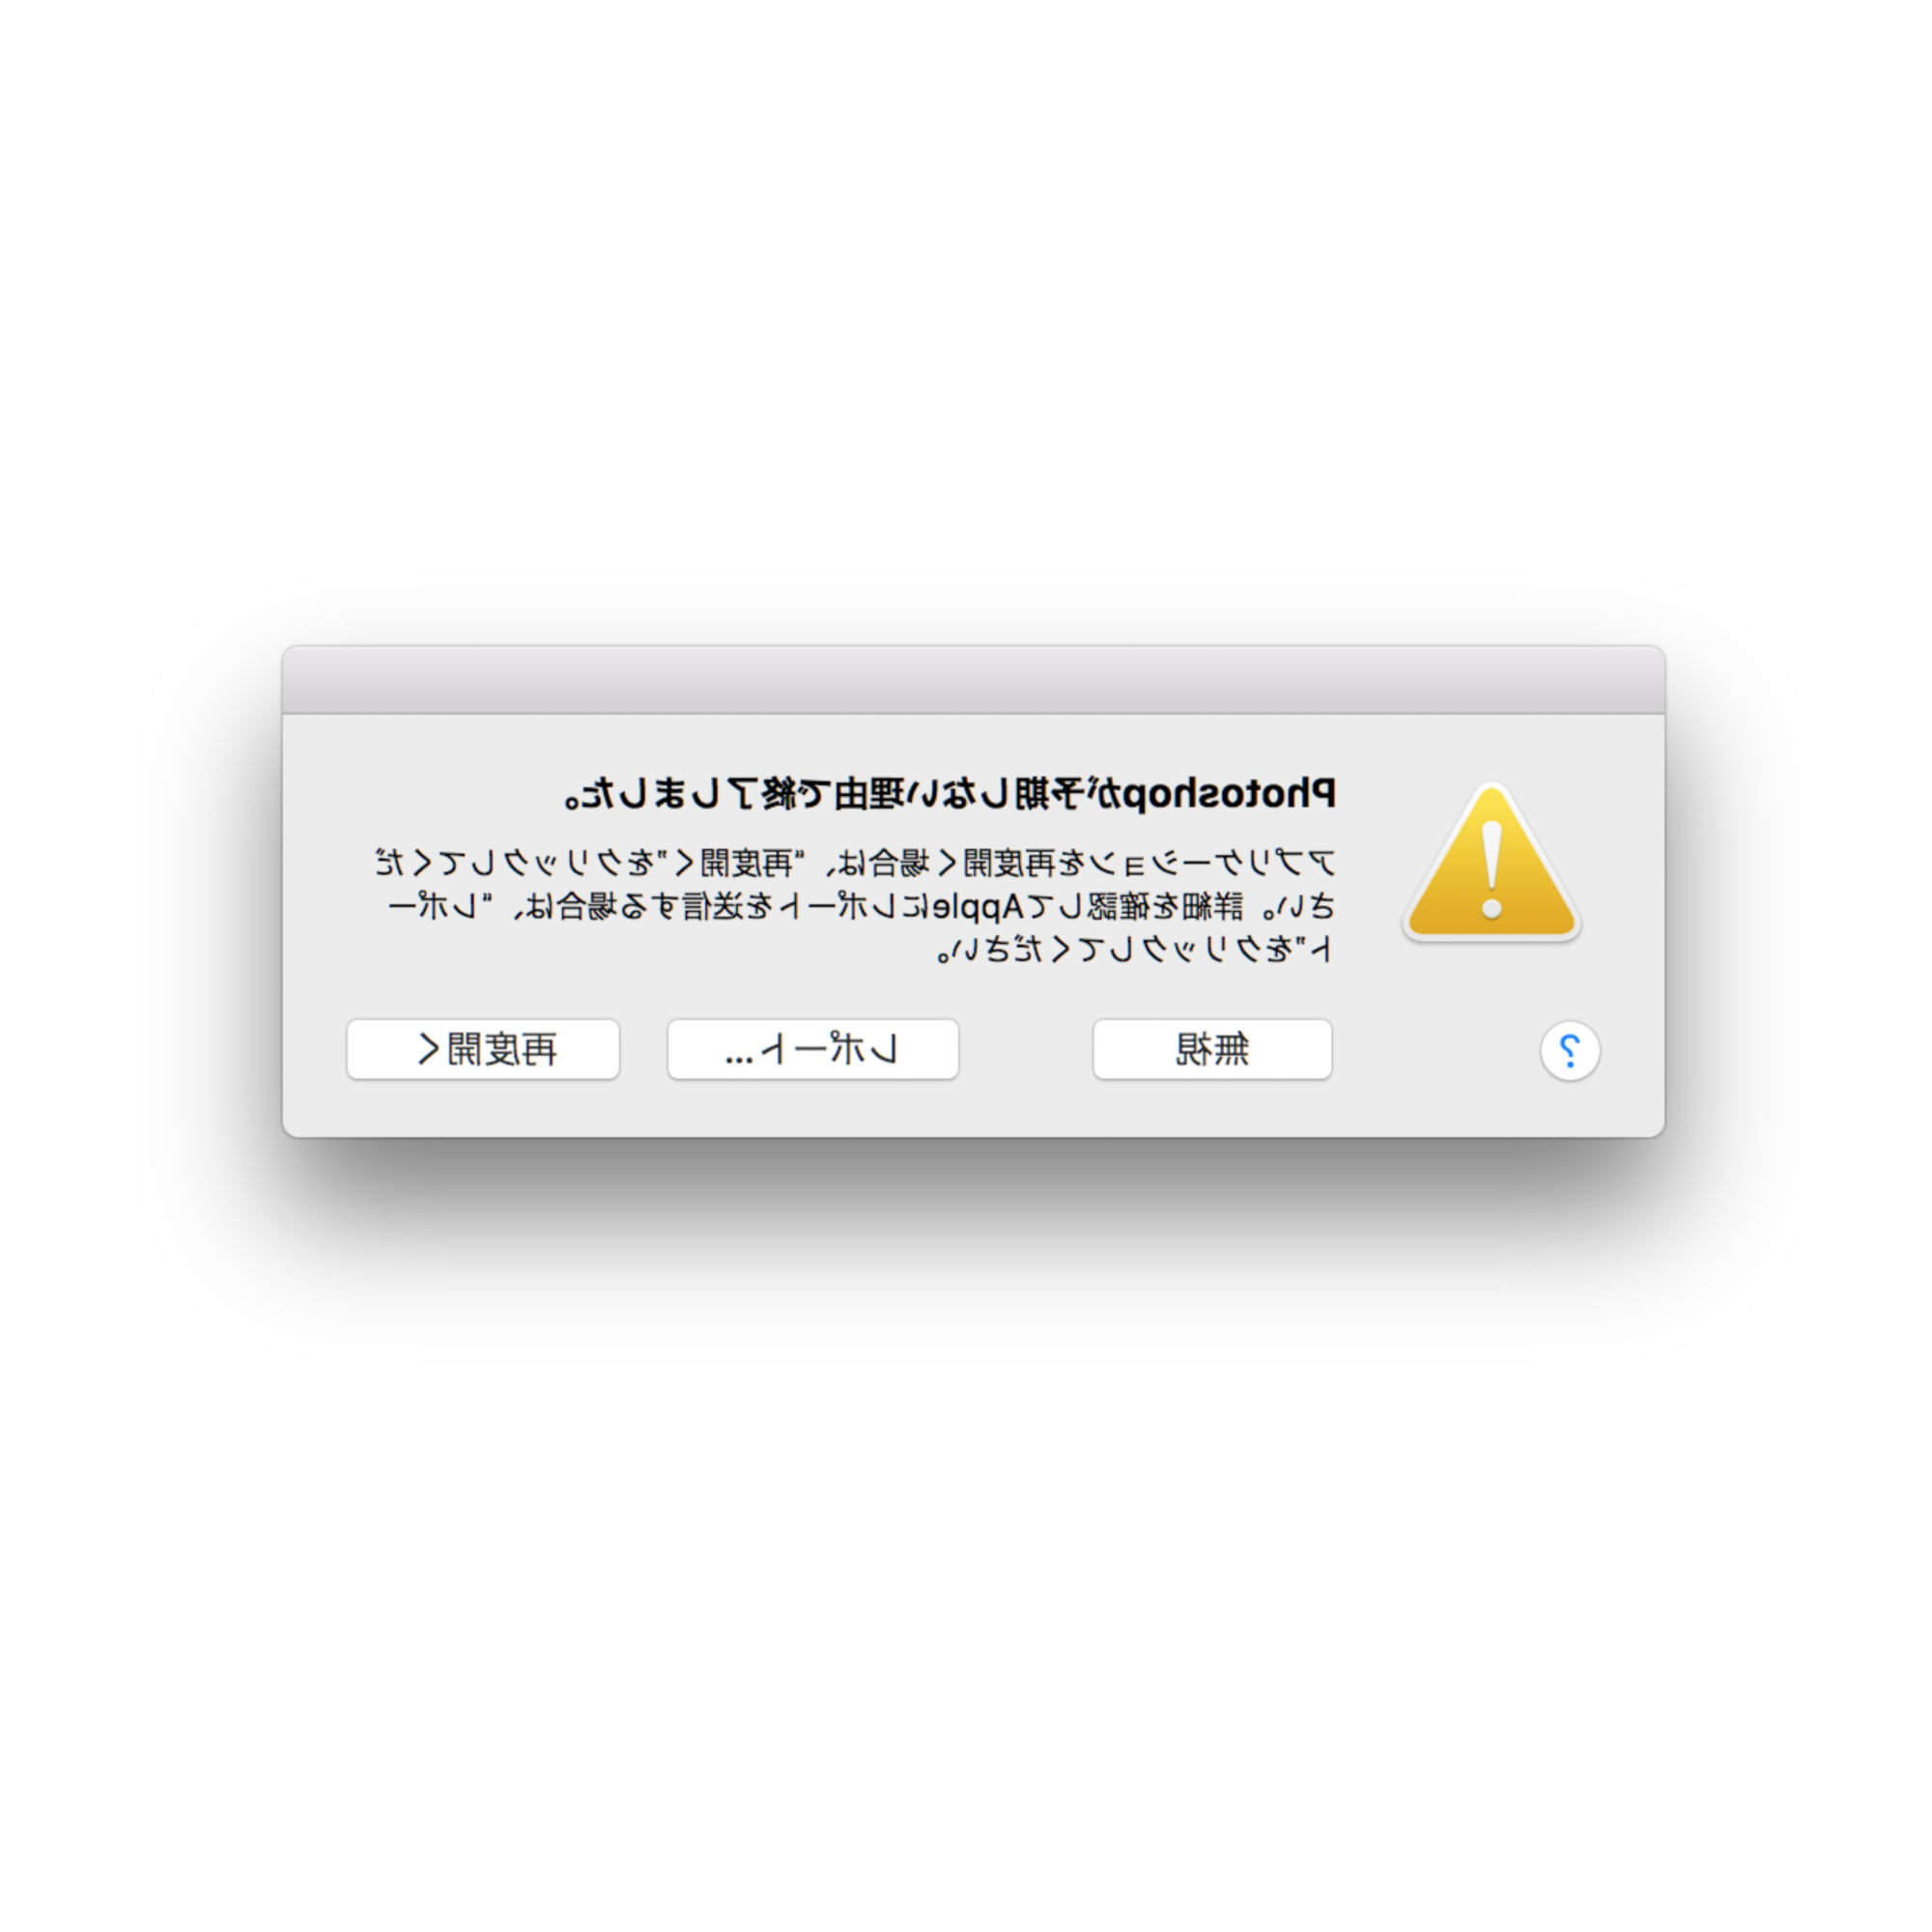 Photoshopが予期しない理由で終了しました。
アプリケーションを再度開く場合は、“再度開く”をクリックしてくだ
さい。詳細を確認してAppleにレポートを送信する場合は、“レポー
ト”をクリックしてください。
?
無視
レポート...
再度開く